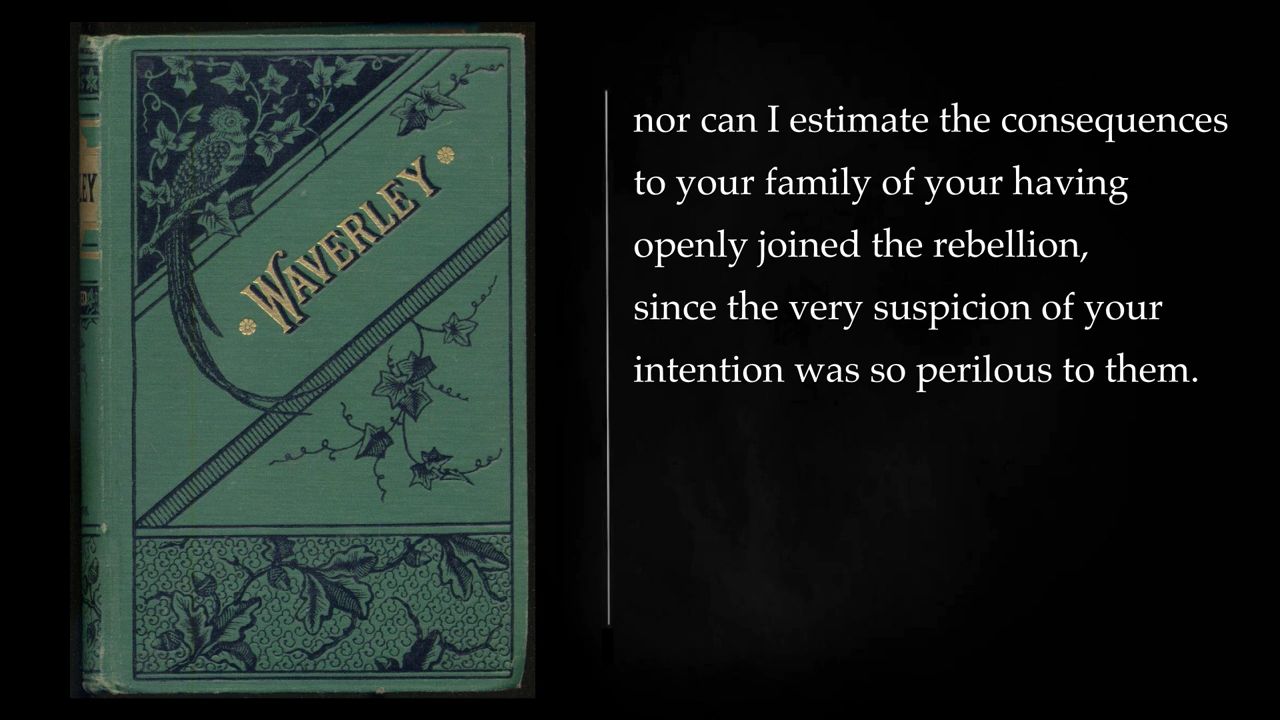 WAVERLEY
EY
nor can I estimate the consequences
to your family of your having
openly joined the rebellion,
since the very suspicion of your
intention was so perilous to them.